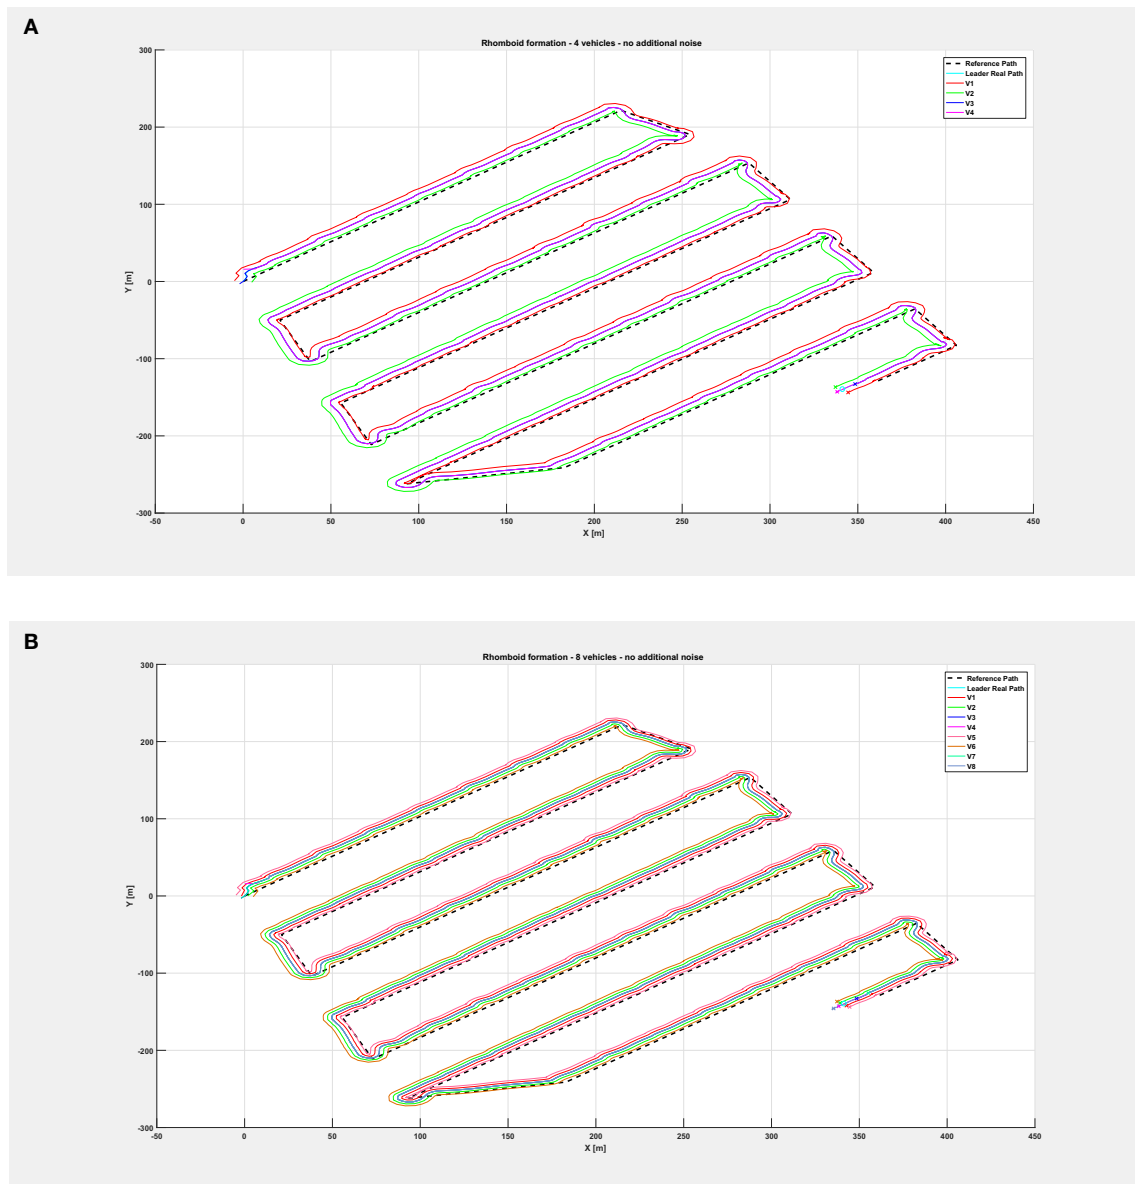 A
Rhomboid formation - 4 vehicles - no additional noise
Reference Path
Leader Real Path
V1
V2
V3
V4
300
200
100
0
-100
-200
-300
Y [m]
-50 0 50 100 150 200 250 300 350 400 450
X [m]
B
Rhomboid formation - 8 vehicles - no additional noise
Reference Path
Leader Real Path
V1
V2
V3
V4
V5
V6
V7
V8
300
200
100
0
-100
-200
-300
Y [m]
-50 0 50 100 150 200 250 300 350 400 450
X [m]